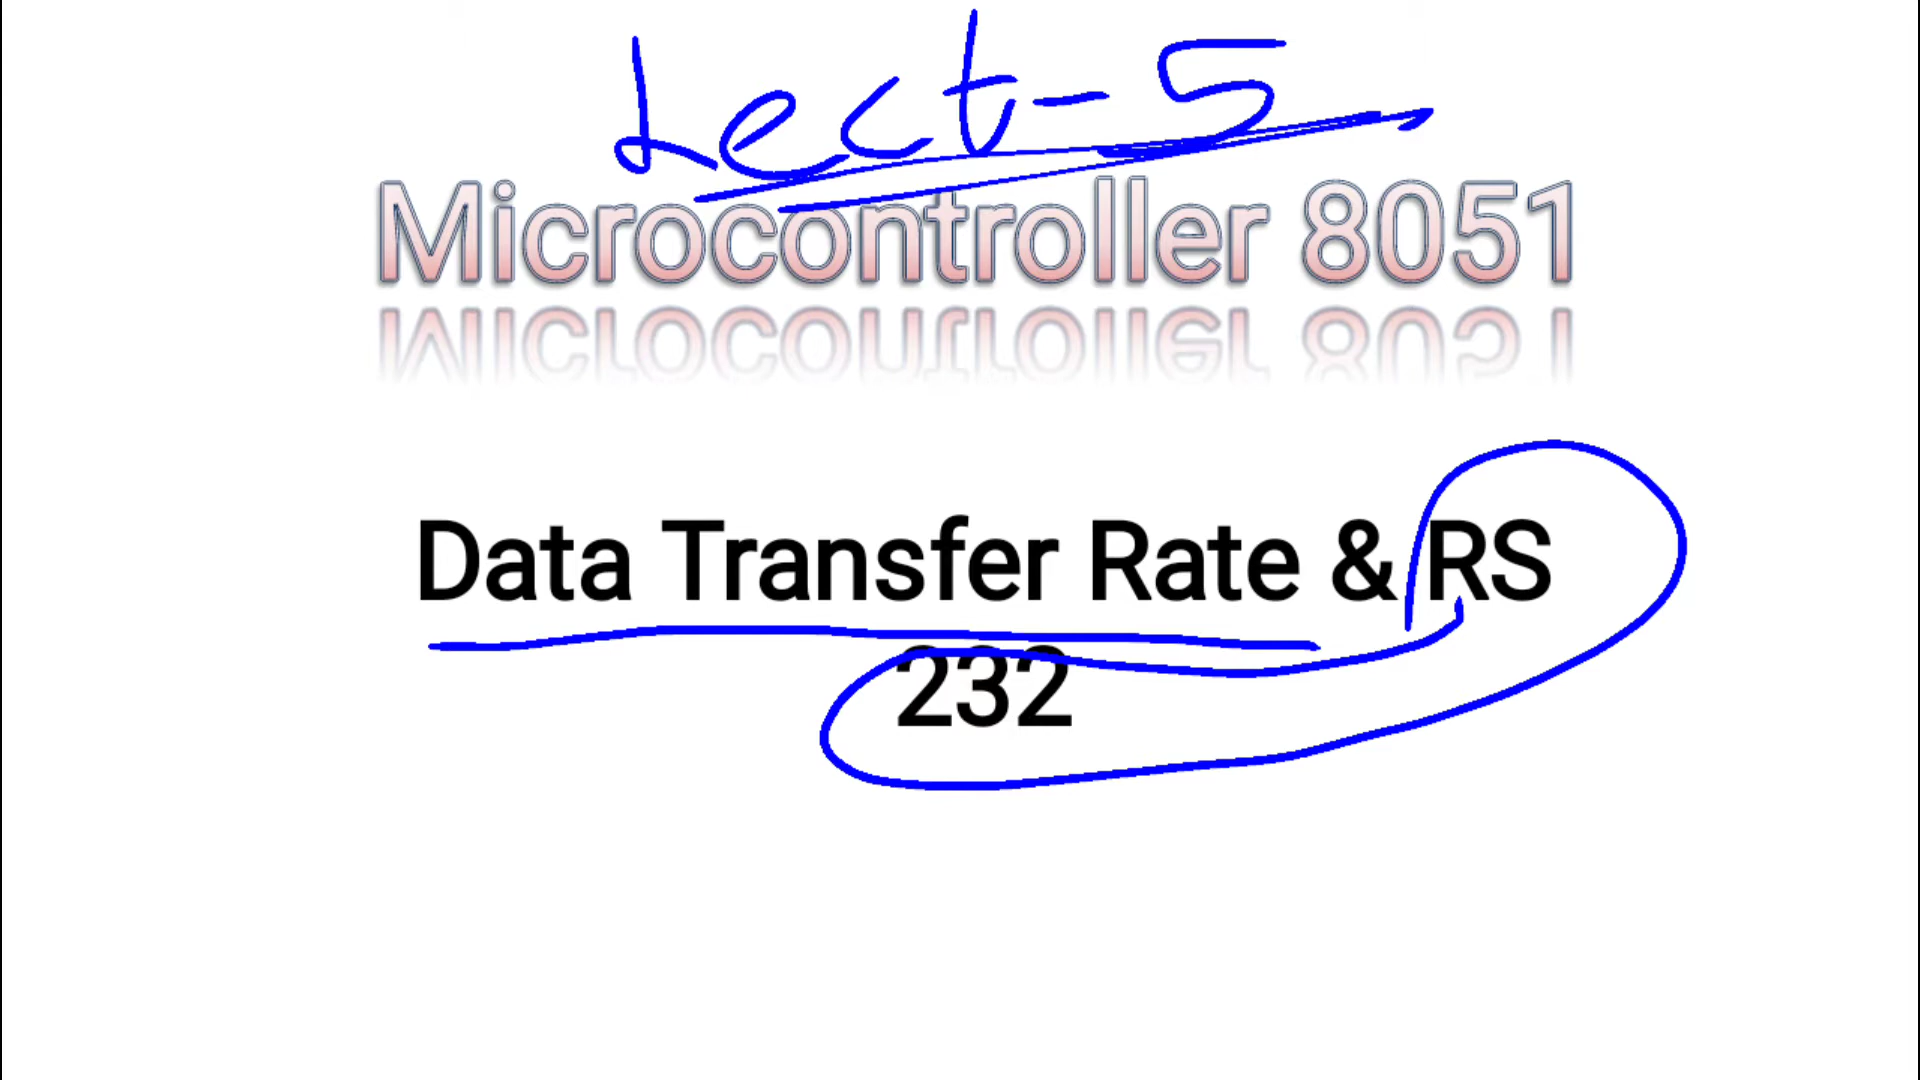 Lect-5
Microcontroller 8051
Data Transfer Rate & RS
232